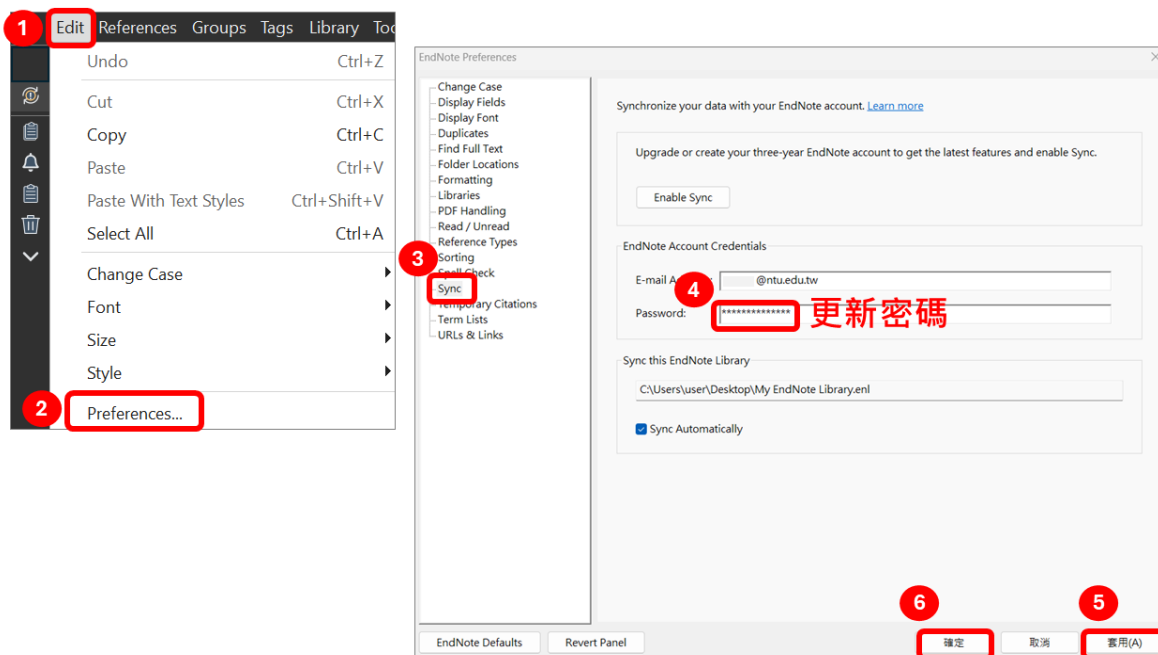 1
Edit References Groups Tags Library
Undo Ctrl+Z
Cut Ctrl+X
Copy Ctrl+C
Paste Ctrl+V
Paste With Text Styles Ctrl+Shift+V
Select All Ctrl+A
Change Case
Font
Size
Style
2
Preferences...
EndNote Preferences
Change Case
Display Fields
Display Font
Duplicates
Find Full Text
Folder Locations
Formatting
Libraries
PDF Handling
Read / Unread
Reference Types
3
Sorting
Spell Check
Sync
Temporary Citations
Term Lists
URLs & Links
Synchronize your data with your EndNote account. Learn more
Upgrade or create your three-year EndNote account to get the latest features and enable Sync.
Enable Sync
EndNote Account Credentials
E-mail @ntu.edu.tw
4
Password: ************** 更新密碼
Sync this EndNote Library
C:\Users\user\Desktop\My EndNote Library.enl
Sync Automatically
6
5
EndNote Defaults Revert Panel 確定 取消 套用(A)